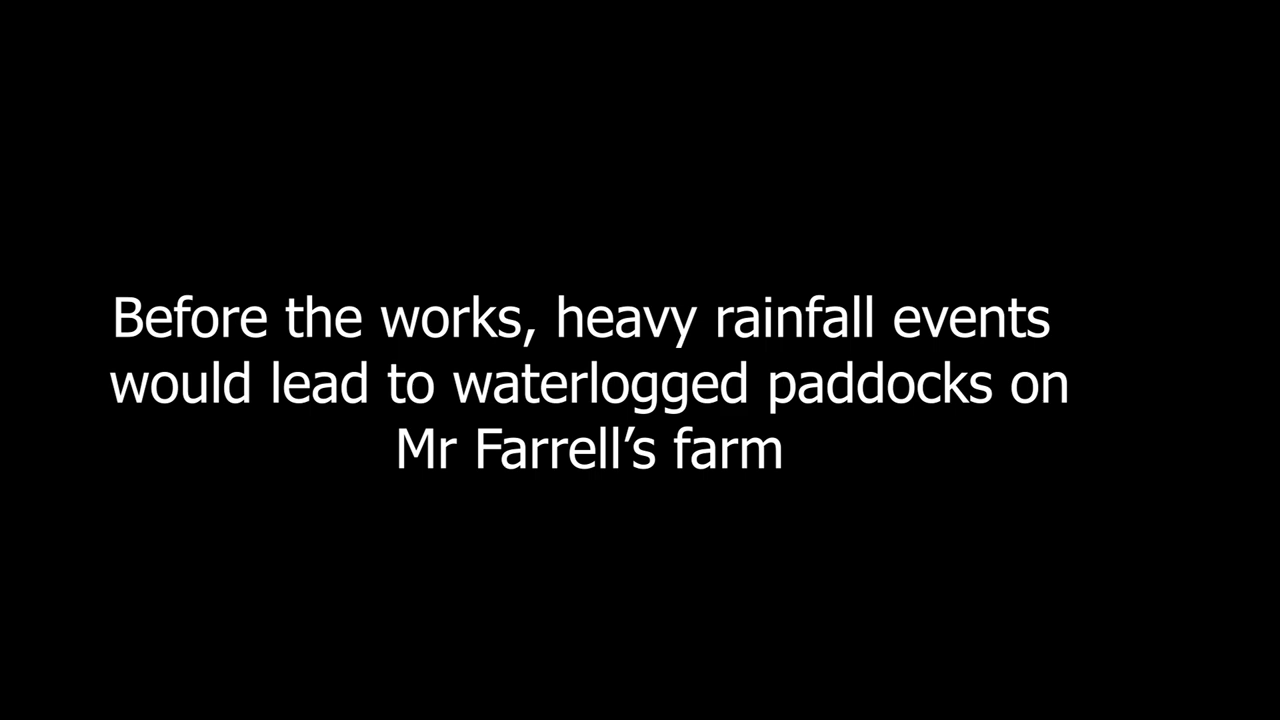 Before the works, heavy rainfall events
would lead to waterlogged paddocks on
Mr Farrell’s farm